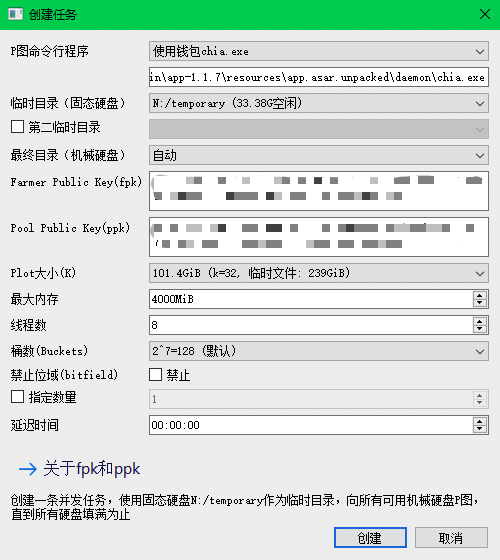 创建任务
P图命令行程序
使用钱包chia.exe
in\app-1.1.7\resources\app.asar.unpacked\daemon\chia.exe
临时目录（固态硬盘）
N:/temporary (33.38G空闲)
第二临时目录
最终目录（机械硬盘）
自动
Farmer Public Key(fpk)
Pool Public Key(ppk)
Plot大小(K)
101.4GiB (k=32, 临时文件: 239GiB)
最大内存
4000MiB
线程数
8
桶数(Buckets)
2^7=128 (默认)
禁止位域(bitfield)
禁止
指定数量
1
延迟时间
00:00:00
关于fpk和ppk
创建一条并发任务，使用固态硬盘N:/temporary作为临时目录，向所有可用机械硬盘P图，
直到所有硬盘填满为止
创建
取消